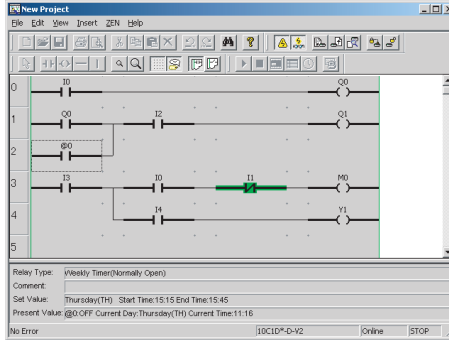 New Project
File Edit View Insert ZEN Help
0 I0 Q0
1 Q0 I2 Q1
2 @0
3 I3 I0 I1 M0
4 I4 Y1
5
Relay Type: Weekly Timer(Normally Open)
Comment:
Set Value: Thursday(TH) Start Time:15:15 End Time:15:45
Present Value: @0:OFF Current Day:Thursday(TH) Current Time:11:16
No Error 10C1D*-D-V2 Online STOP